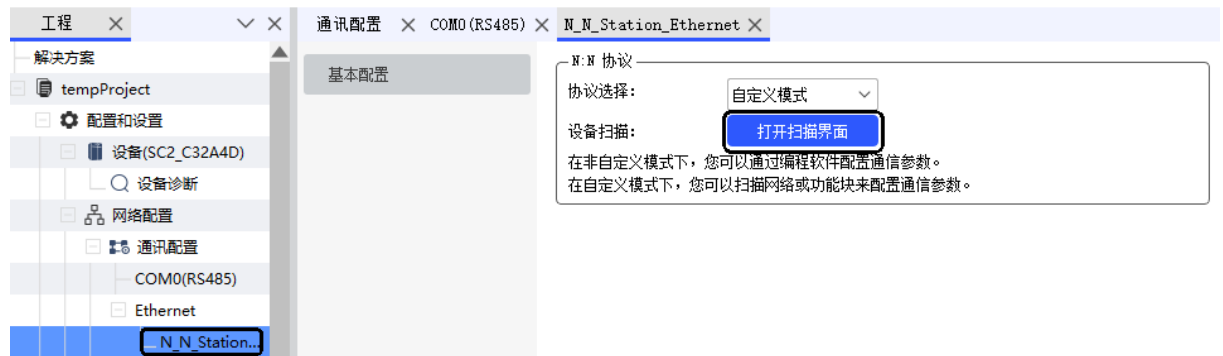 工程
通讯配置 COM0(RS485) N_N_Station_Ethernet
解决方案
tempProject
配置和设置
设备(SC2_C32A4D)
设备诊断
网络配置
通讯配置
COM0(RS485)
Ethernet
N_N_Station...
基本配置
N:N 协议
协议选择: 自定义模式
设备扫描: 打开扫描界面
在非自定义模式下，您可以通过编程软件配置通信参数。
在自定义模式下，您可以扫描网络或功能块来配置通信参数。